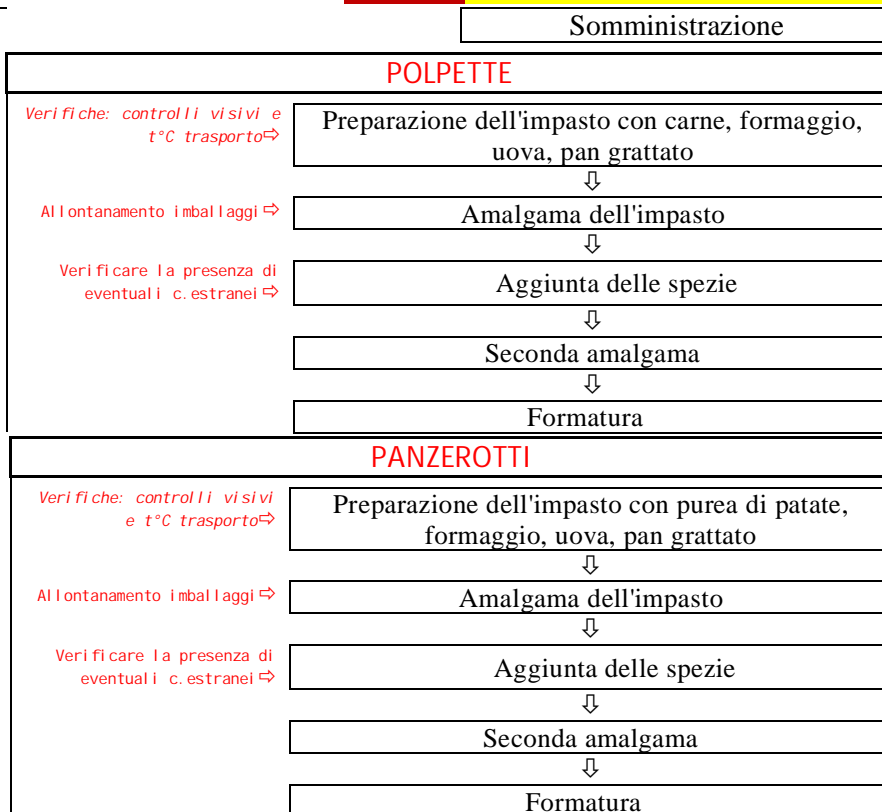 Somministrazione
POLPETTE
Verifiche: controlli visivi e
t°C trasporto⇨
Preparazione dell'impasto con carne, formaggio,
uova, pan grattato
⇩
Allontanamento imballaggi⇨
Amalgama dell'impasto
⇩
Verificare la presenza di
eventuali c.estranei⇨
Aggiunta delle spezie
⇩
Seconda amalgama
⇩
Formatura
PANZEROTTI
Verifiche: controlli visivi
e t°C trasporto⇨
Preparazione dell'impasto con purea di patate,
formaggio, uova, pan grattato
⇩
Allontanamento imballaggi⇨
Amalgama dell'impasto
⇩
Verificare la presenza di
eventuali c.estranei⇨
Aggiunta delle spezie
⇩
Seconda amalgama
⇩
Formatura